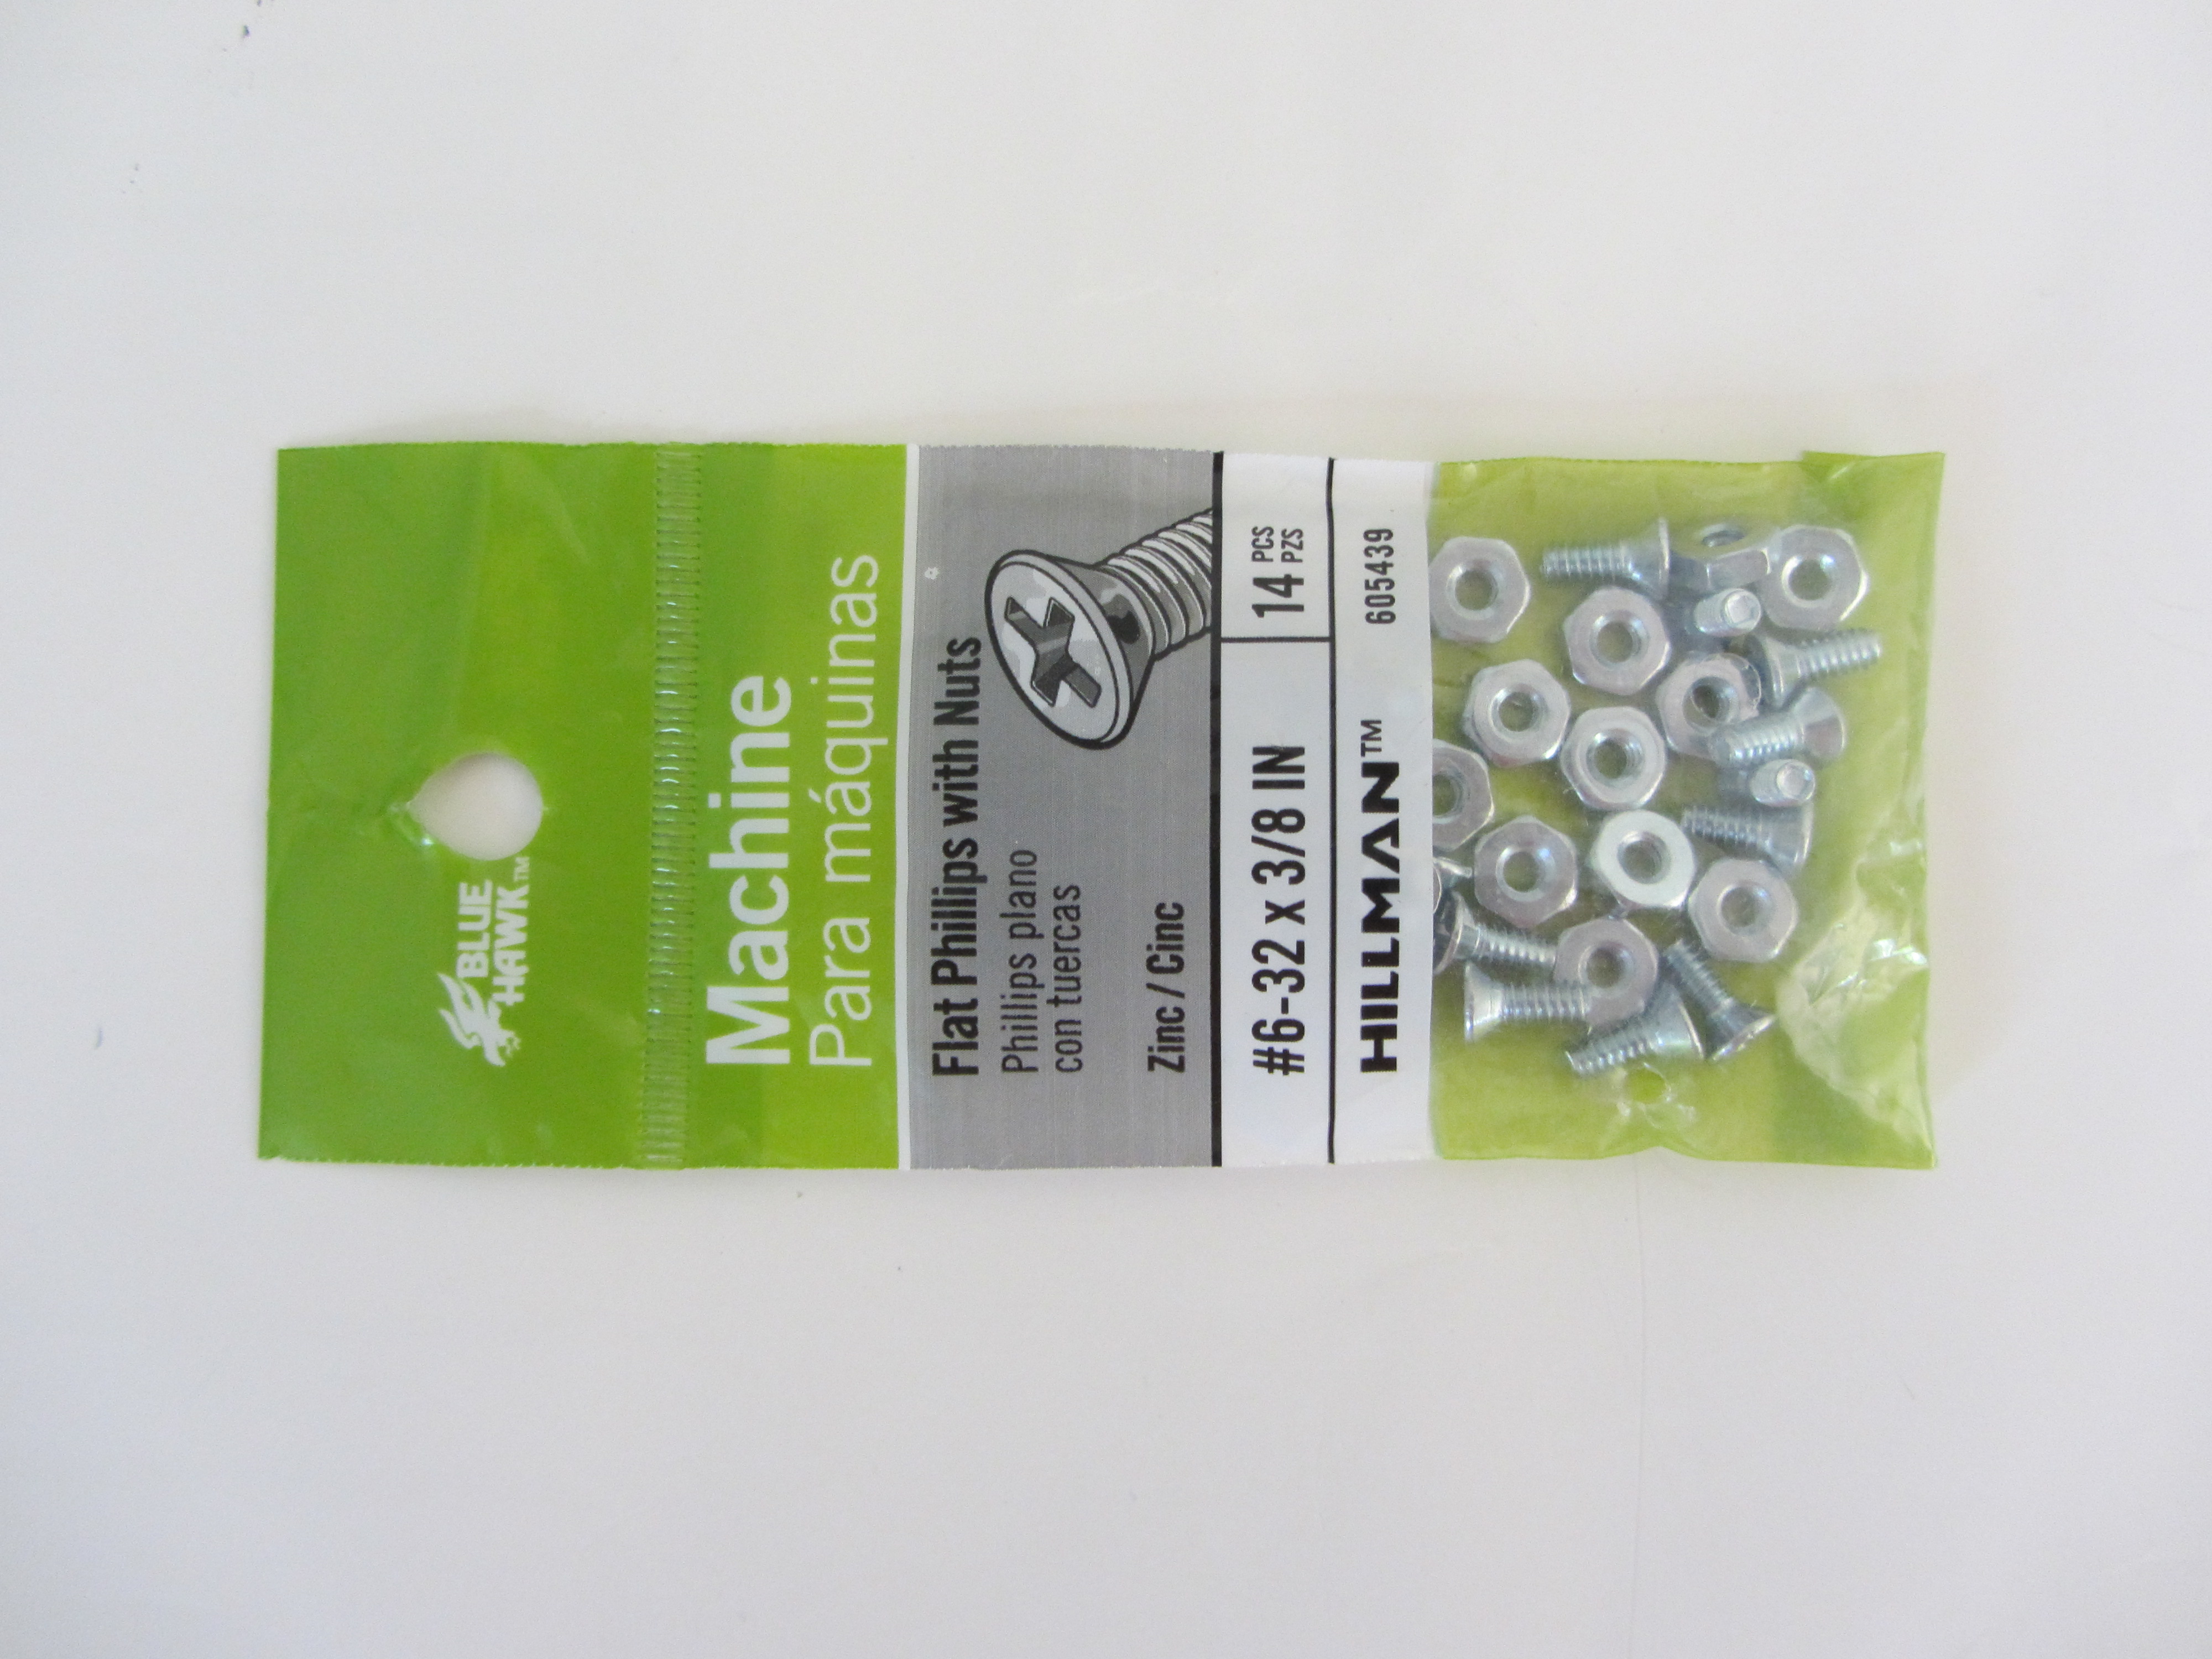 BLUE
HAWK™
Machine
Para máquinas
Flat Phillips with Nuts
Phillips plano
con tuercas
Zinc / Cinc
#6-32 x 3/8 IN
14 PCS
PZS
HILLMAN™
605439